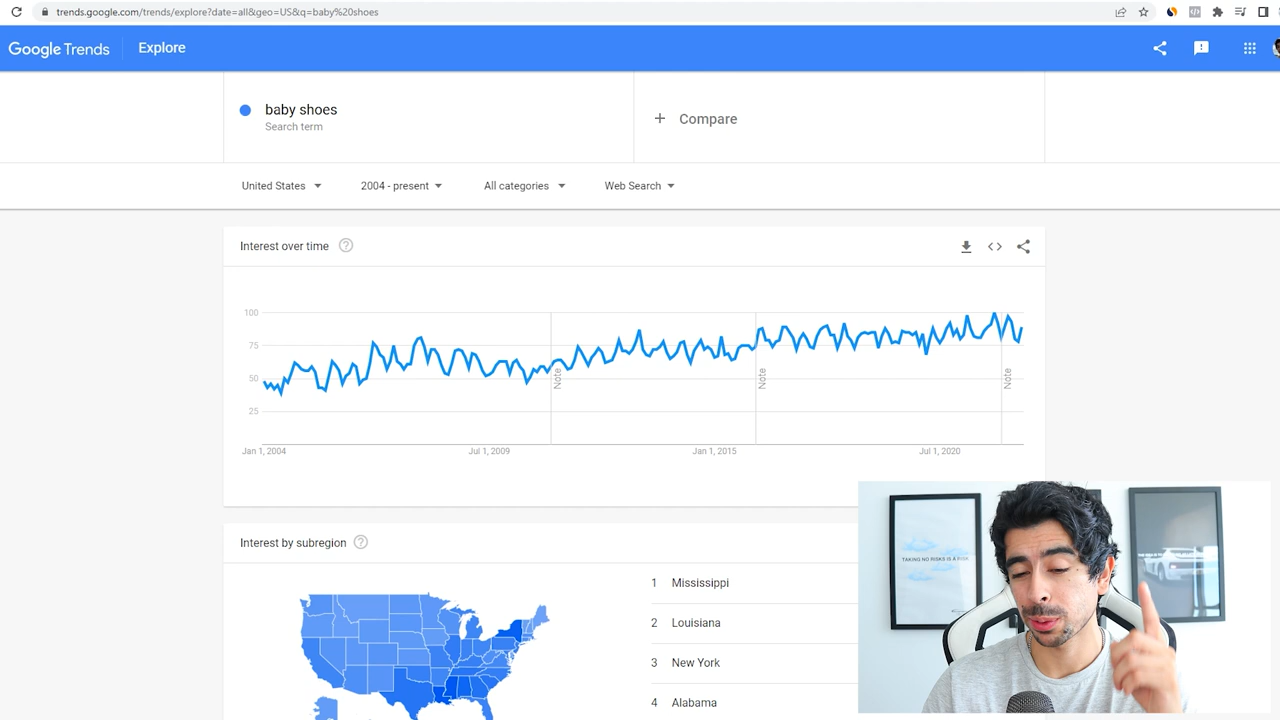 trends.google.com/trends/explore?date=all&geo=US&q=baby%20shoes
Google Trends
Explore
baby shoes
Search term
+ Compare
United States
2004 - present
All categories
Web Search
Interest over time
100
75
50
25
Note
Note
Note
Jan 1, 2004
Jul 1, 2009
Jan 1, 2015
Jul 1, 2020
Interest by subregion
1 Mississippi
2 Louisiana
3 New York
4 Alabama
TAKING NO RISKS IS A RISK